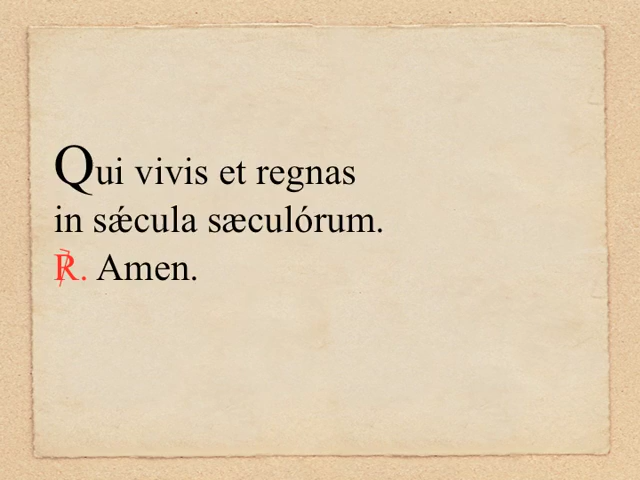 Qui vivis et regnas
in sǽcula sæculórum.
℟. Amen.